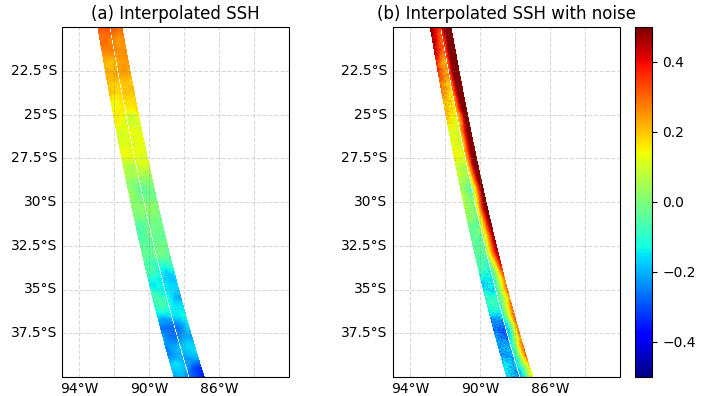 (a) Interpolated SSH
(b) Interpolated SSH with noise
22.5°S
25°S
27.5°S
30°S
32.5°S
35°S
37.5°S
94°W 90°W 86°W
22.5°S
25°S
27.5°S
30°S
32.5°S
35°S
37.5°S
94°W 90°W 86°W
0.4
0.2
0.0
−0.2
−0.4